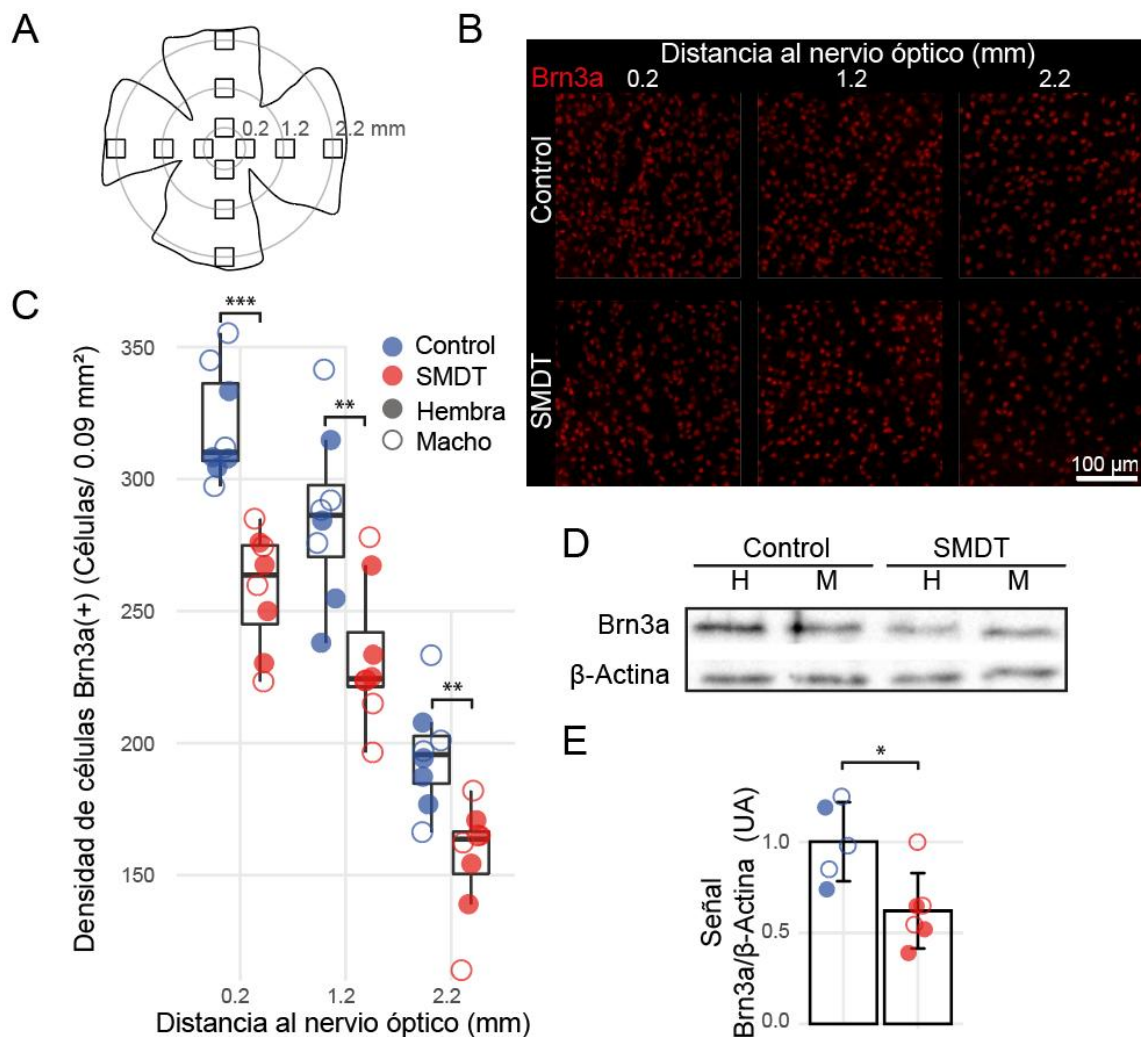 A
0.2 1.2 2.2 mm
B
Distancia al nervio óptico (mm)
Brn3a
0.2 1.2 2.2
Control
SMDT
100 µm
C
Densidad de células Brn3a(+) (Células/ 0.09 mm²)
350
300
250
200
150
***
**
**
Control
SMDT
Hembra
Macho
0.2 1.2 2.2
Distancia al nervio óptico (mm)
D
Control SMDT
H M H M
Brn3a
β-Actina
E
Señal
Brn3a/β-Actina (UA)
*
1.0
0.5
0.0